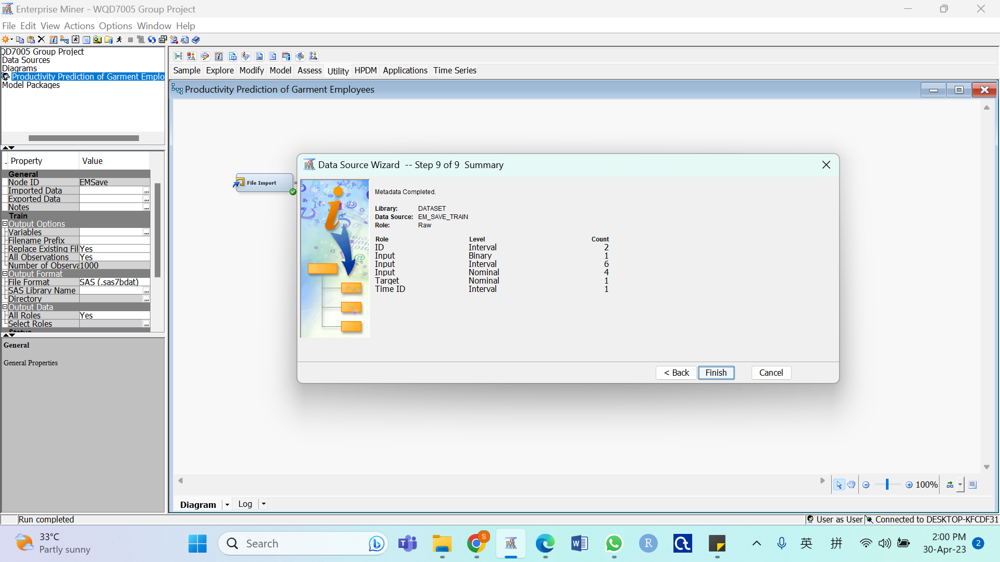 Enterprise Miner - WQD7005 Group Project
File Edit View Actions Options Window Help
QD7005 Group Project
Data Sources
Diagrams
Productivity Prediction of Garment Emplo
Model Packages
Sample Explore Modify Model Assess Utility HPDM Applications Time Series
Productivity Prediction of Garment Employees
. Property Value
General
Node ID EMSave
Imported Data ...
Exported Data ...
Notes ...
Train
Output Options
Variables ...
Filename Prefix
Replace Existing Fil Yes
All Observations Yes
Number of Observa 1000
Output Format
File Format SAS (.sas7bdat)
SAS Library Name ...
Directory ...
Output Data
All Roles Yes
Select Roles ...
Status
General
General Properties
File Import
Data Source Wizard -- Step 9 of 9 Summary
Metadata Completed.
Library: DATASET
Data Source: EM_SAVE_TRAIN
Role: Raw
Role Level Count
ID Interval 2
Input Binary 1
Input Interval 6
Input Nominal 4
Target Nominal 1
Time ID Interval 1
< Back Finish Cancel
100%
Diagram Log
Run completed
User as User Connected to DESKTOP-KFCDF31
33°C
Partly sunny
Search
英 拼
2:00 PM
30-Apr-23
2